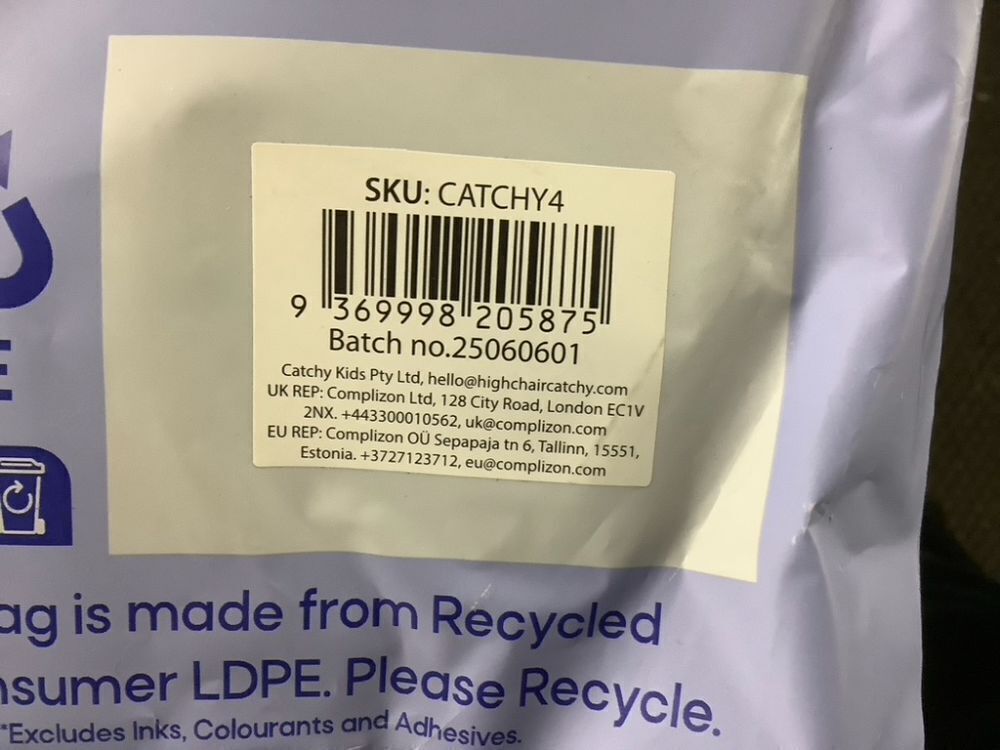 SKU: CATCHY4
9 369998 205875
Batch no.25060601
Catchy Kids Pty Ltd, hello@highchaircatchy.com
UK REP: Complizon Ltd, 128 City Road, London EC1V
2NX. +443300010562, uk@complizon.com
EU REP: Complizon OÜ Sepapaja tn 6, Tallinn, 15551,
Estonia. +3727123712, eu@complizon.com
ag is made from Recycled
nsumer LDPE. Please Recycle.
*Excludes Inks, Colourants and Adhesives.